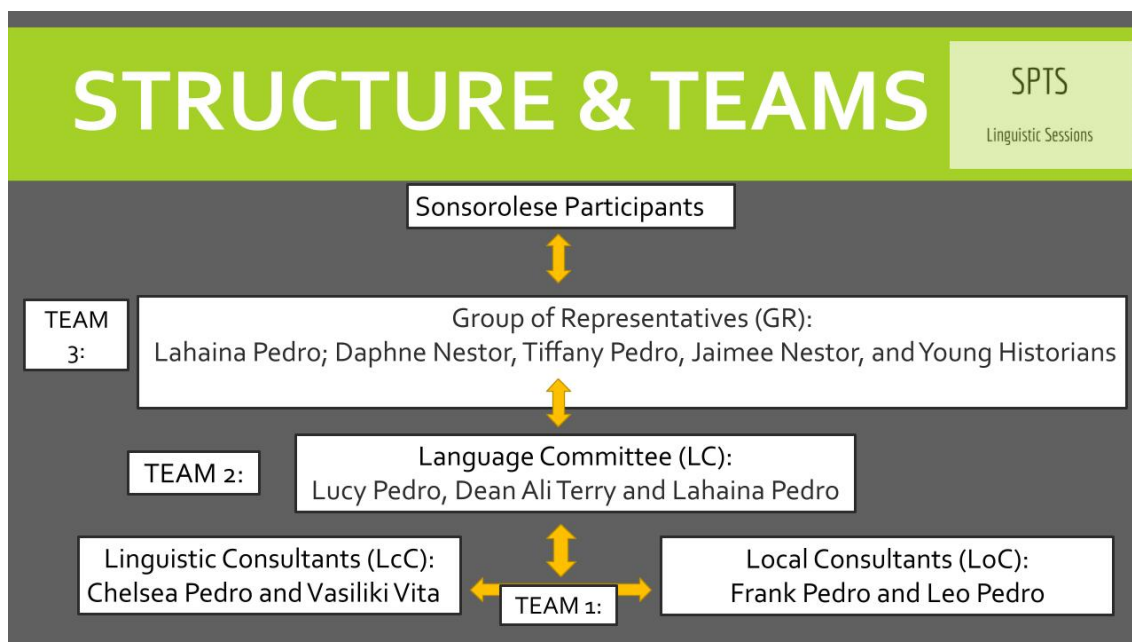 STRUCTURE & TEAMS
SPTS
Linguistic Sessions
Sonsorolese Participants
TEAM
3:
Group of Representatives (GR):
Lahaina Pedro; Daphne Nestor, Tiffany Pedro, Jaimee Nestor, and Young Historians
TEAM 2:
Language Committee (LC):
Lucy Pedro, Dean Ali Terry and Lahaina Pedro
Linguistic Consultants (LcC):
Chelsea Pedro and Vasiliki Vita
TEAM 1:
Local Consultants (LoC):
Frank Pedro and Leo Pedro